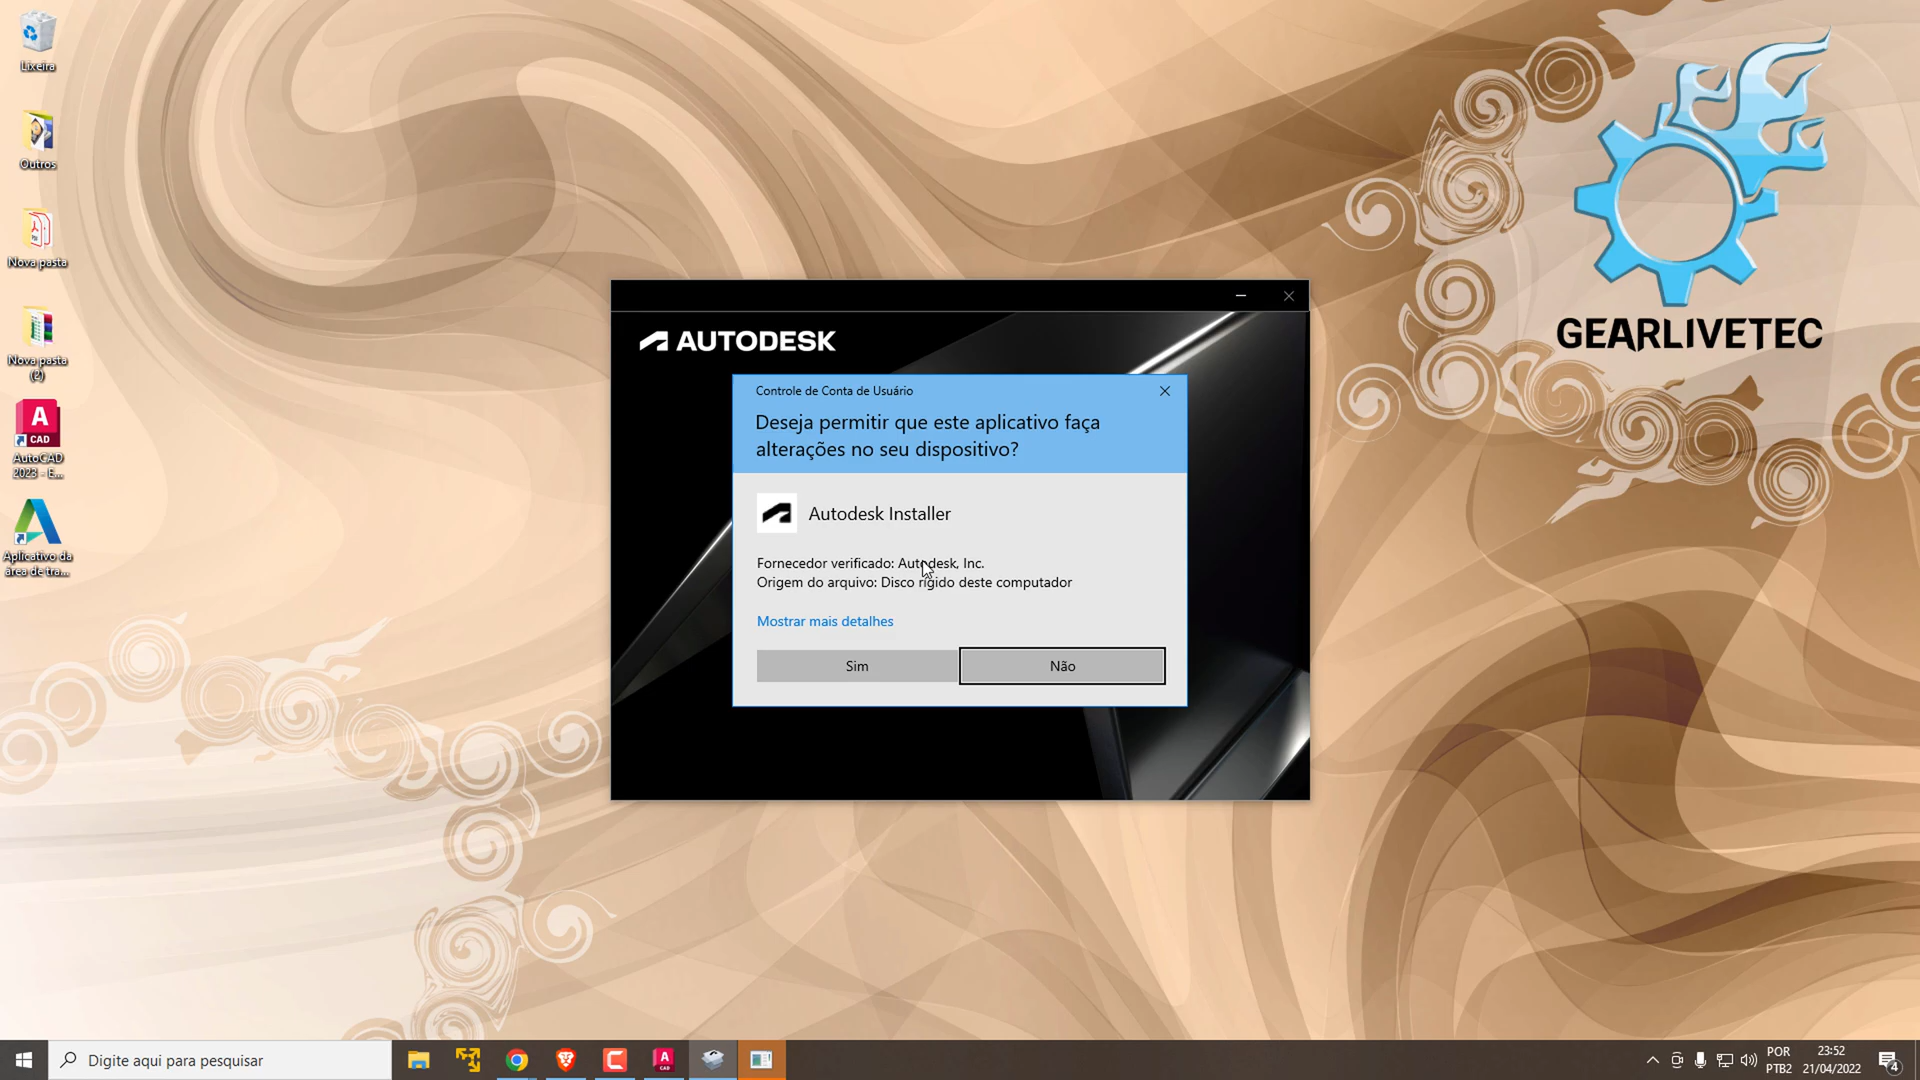 Lixeira
Outros
Nova pasta
Nova pasta
(2)
A
CAD
AutoCAD
2023 - E...
Aplicativo da
área de tra...
GEARLIVETEC
AUTODESK
Controle de Conta de Usuário
Deseja permitir que este aplicativo faça
alterações no seu dispositivo?
Autodesk Installer
Fornecedor verificado: Autodesk, Inc.
Origem do arquivo: Disco rígido deste computador
Mostrar mais detalhes
Sim
Não
Digite aqui para pesquisar
A
CAD
POR
PTB2
23:52
21/04/2022
4